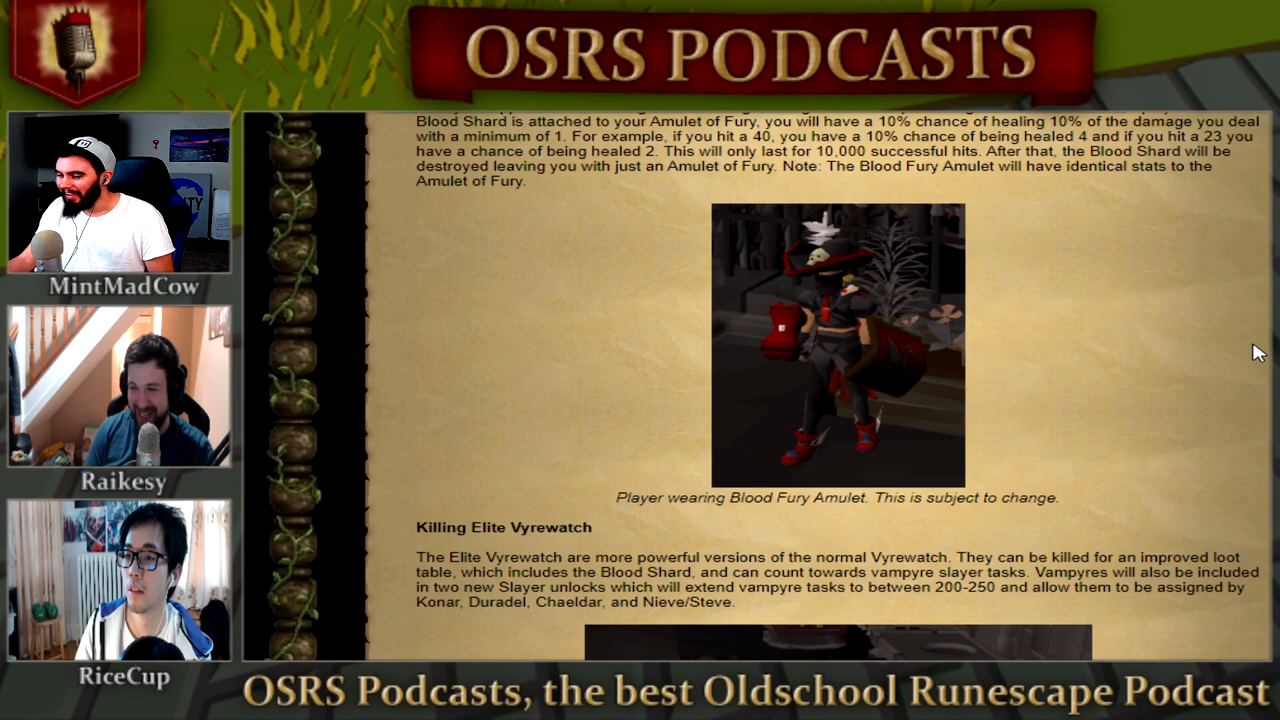 OSRS PODCASTS
Blood Shard is attached to your Amulet of Fury, you will have a 10% chance of healing 10% of the damage you deal
with a minimum of 1. For example, if you hit a 40, you have a 10% chance of being healed 4 and if you hit a 23 you
have a chance of being healed 2. This will only last for 10,000 successful hits. After that, the Blood Shard will be
destroyed leaving you with just an Amulet of Fury. Note: The Blood Fury Amulet will have identical stats to the
Amulet of Fury.
MintMadCow
Raikesy
Player wearing Blood Fury Amulet. This is subject to change.
Killing Elite Vyrewatch
The Elite Vyrewatch are more powerful versions of the normal Vyrewatch. They can be killed for an improved loot
table, which includes the Blood Shard, and can count towards vampyre slayer tasks. Vampyres will also be included
in two new Slayer unlocks which will extend vampyre tasks to between 200-250 and allow them to be assigned by
Konar, Duradel, Chaeldar, and Nieve/Steve.
RiceCup
OSRS Podcasts, the best Oldschool Runescape Podcast